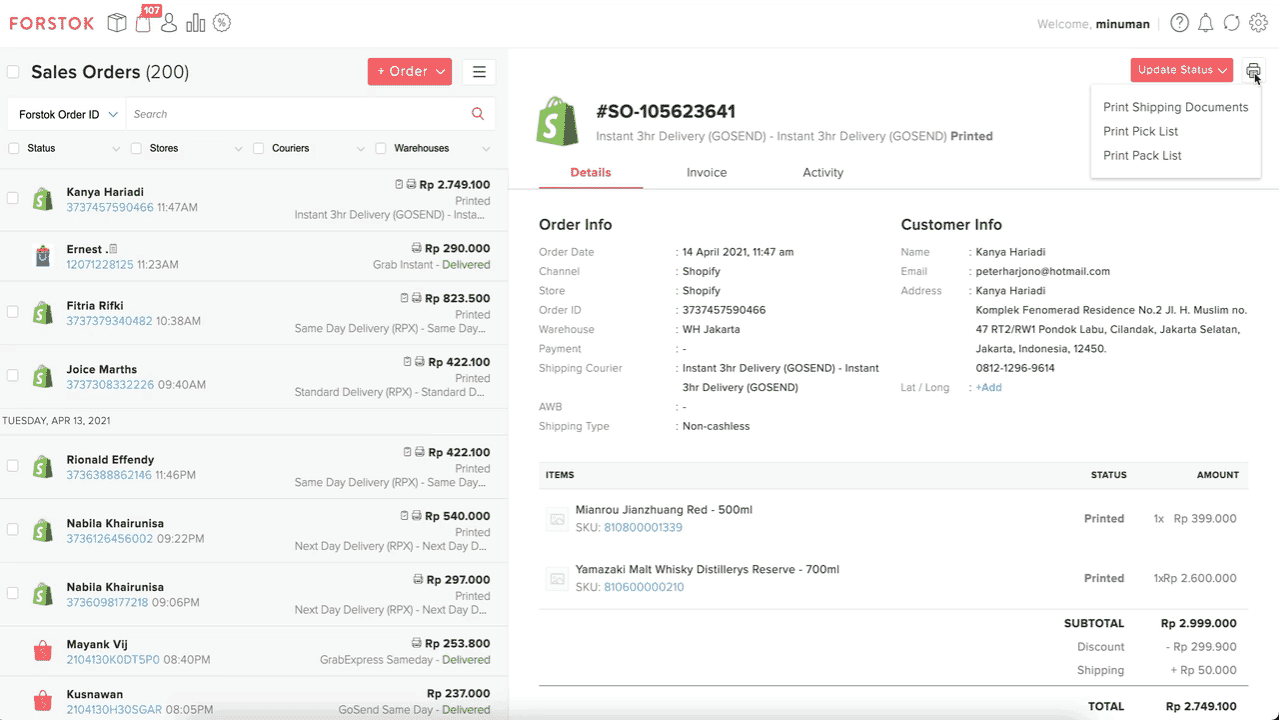 FORSTOK
107
Welcome, minuman
Sales Orders (200)
+ Order
Forstok Order ID
Search
Status
Stores
Couriers
Warehouses
Kanya Hariadi
3737457590466 11:47AM
Rp 2.749.100
Printed
Instant 3hr Delivery (GOSEND) - Insta...
Ernest .
12071228125 11:23AM
Rp 290.000
Grab Instant - Delivered
Fitria Rifki
3737379340482 10:38AM
Rp 823.500
Printed
Same Day Delivery (RPX) - Same Day...
Joice Marths
3737308332226 09:40AM
Rp 422.100
Printed
Standard Delivery (RPX) - Standard D...
TUESDAY, APR 13, 2021
Rionald Effendy
3736388862146 11:46PM
Rp 422.100
Printed
Same Day Delivery (RPX) - Same Day...
Nabila Khairunisa
3736126456002 09:22PM
Rp 540.000
Printed
Next Day Delivery (RPX) - Next Day D...
Nabila Khairunisa
3736098177218 09:06PM
Rp 297.000
Printed
Next Day Delivery (RPX) - Next Day D...
Mayank Vij
2104130K0DT5P0 08:40PM
Rp 253.800
GrabExpress Sameday - Delivered
Kusnawan
2104130H30SGAR 08:05PM
Rp 237.000
GoSend Same Day - Delivered
Update Status
Print Shipping Documents
Print Pick List
Print Pack List
#SO-105623641
Instant 3hr Delivery (GOSEND) - Instant 3hr Delivery (GOSEND) Printed
Details
Invoice
Activity
Order Info
Order Date : 14 April 2021, 11:47 am
Channel : Shopify
Store : Shopify
Order ID : 3737457590466
Warehouse : WH Jakarta
Payment : -
Shipping Courier : Instant 3hr Delivery (GOSEND) - Instant
3hr Delivery (GOSEND)
AWB : -
Shipping Type : Non-cashless
Customer Info
Name : Kanya Hariadi
Email : peterharjono@hotmail.com
Address : Kanya Hariadi
Komplek Fenomerad Residence No.2 Jl. H. Muslim no.
47 RT2/RW1 Pondok Labu, Cilandak, Jakarta Selatan,
Jakarta, Indonesia, 12450.
0812-1296-9614
Lat / Long : +Add
ITEMS STATUS AMOUNT
Mianrou Jianzhuang Red - 500ml
SKU: 810800001339
Printed 1x Rp 399.000
Yamazaki Malt Whisky Distillerys Reserve - 700ml
SKU: 810600000210
Printed 1xRp 2.600.000
SUBTOTAL Rp 2.999.000
Discount - Rp 299.900
Shipping + Rp 50.000
TOTAL Rp 2.749.100